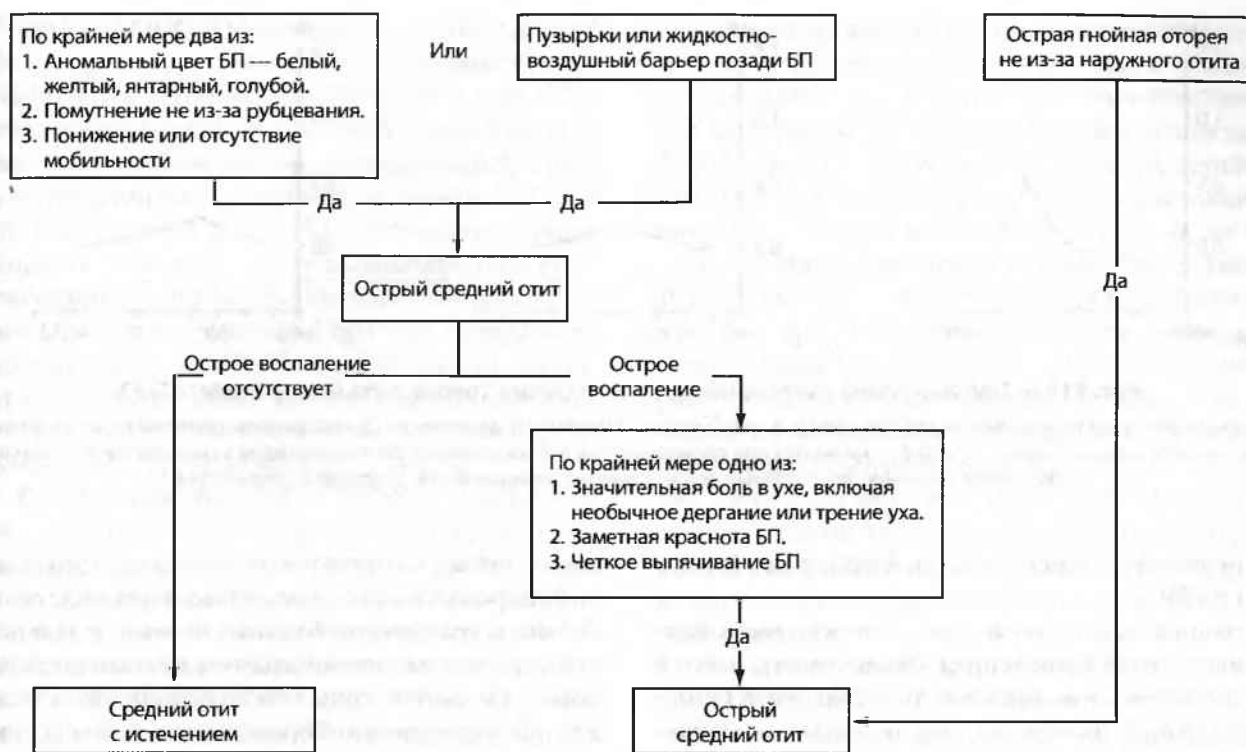 По крайней мере два из:
1. Аномальный цвет БП — белый,
желтый, янтарный, голубой.
2. Помутнение не из-за рубцевания.
3. Понижение или отсутствие
мобильности
Или
Пузырьки или жидкостно-
воздушный барьер позади БП
Острая гнойная оторея
не из-за наружного отита
Да
Да
Да
Острый средний отит
Острое воспаление
отсутствует
Острое
воспаление
По крайней мере одно из:
1. Значительная боль в ухе, включая
необычное дергание или трение уха.
2. Заметная краснота БП.
3. Четкое выпячивание БП
Да
Средний отит
с истечением
Острый
средний отит